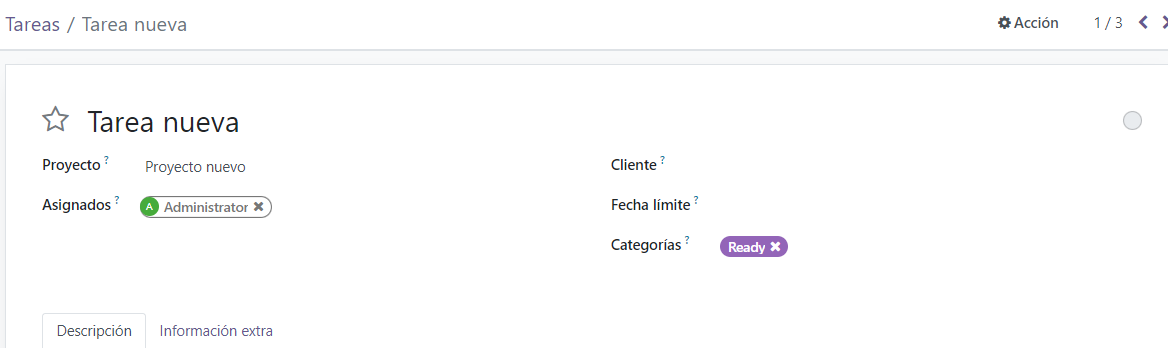 Tareas / Tarea nueva
Acción 1 / 3
Tarea nueva
Proyecto ? Proyecto nuevo
Cliente ?
Asignados ? A Administrator
Fecha límite ?
Categorías ? Ready
Descripción Información extra